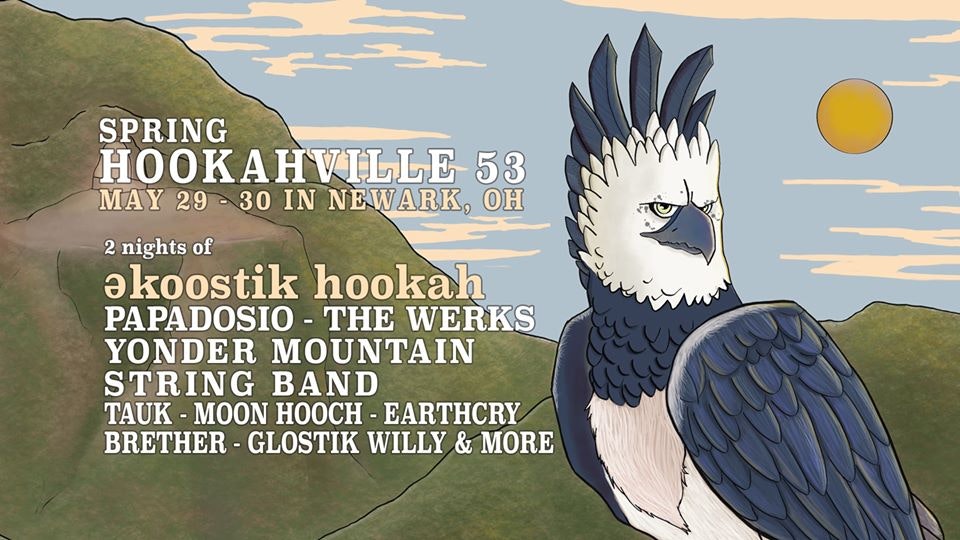 SPRING
HOOKAHVILLE 53
MAY 29 - 30 IN NEWARK, OH
2 nights of
əkoostik hookah
PAPADOSIO - THE WERKS
YONDER MOUNTAIN
STRING BAND
TAUK - MOON HOOCH - EARTHCRY
BRETHER - GLOSTIK WILLY & MORE